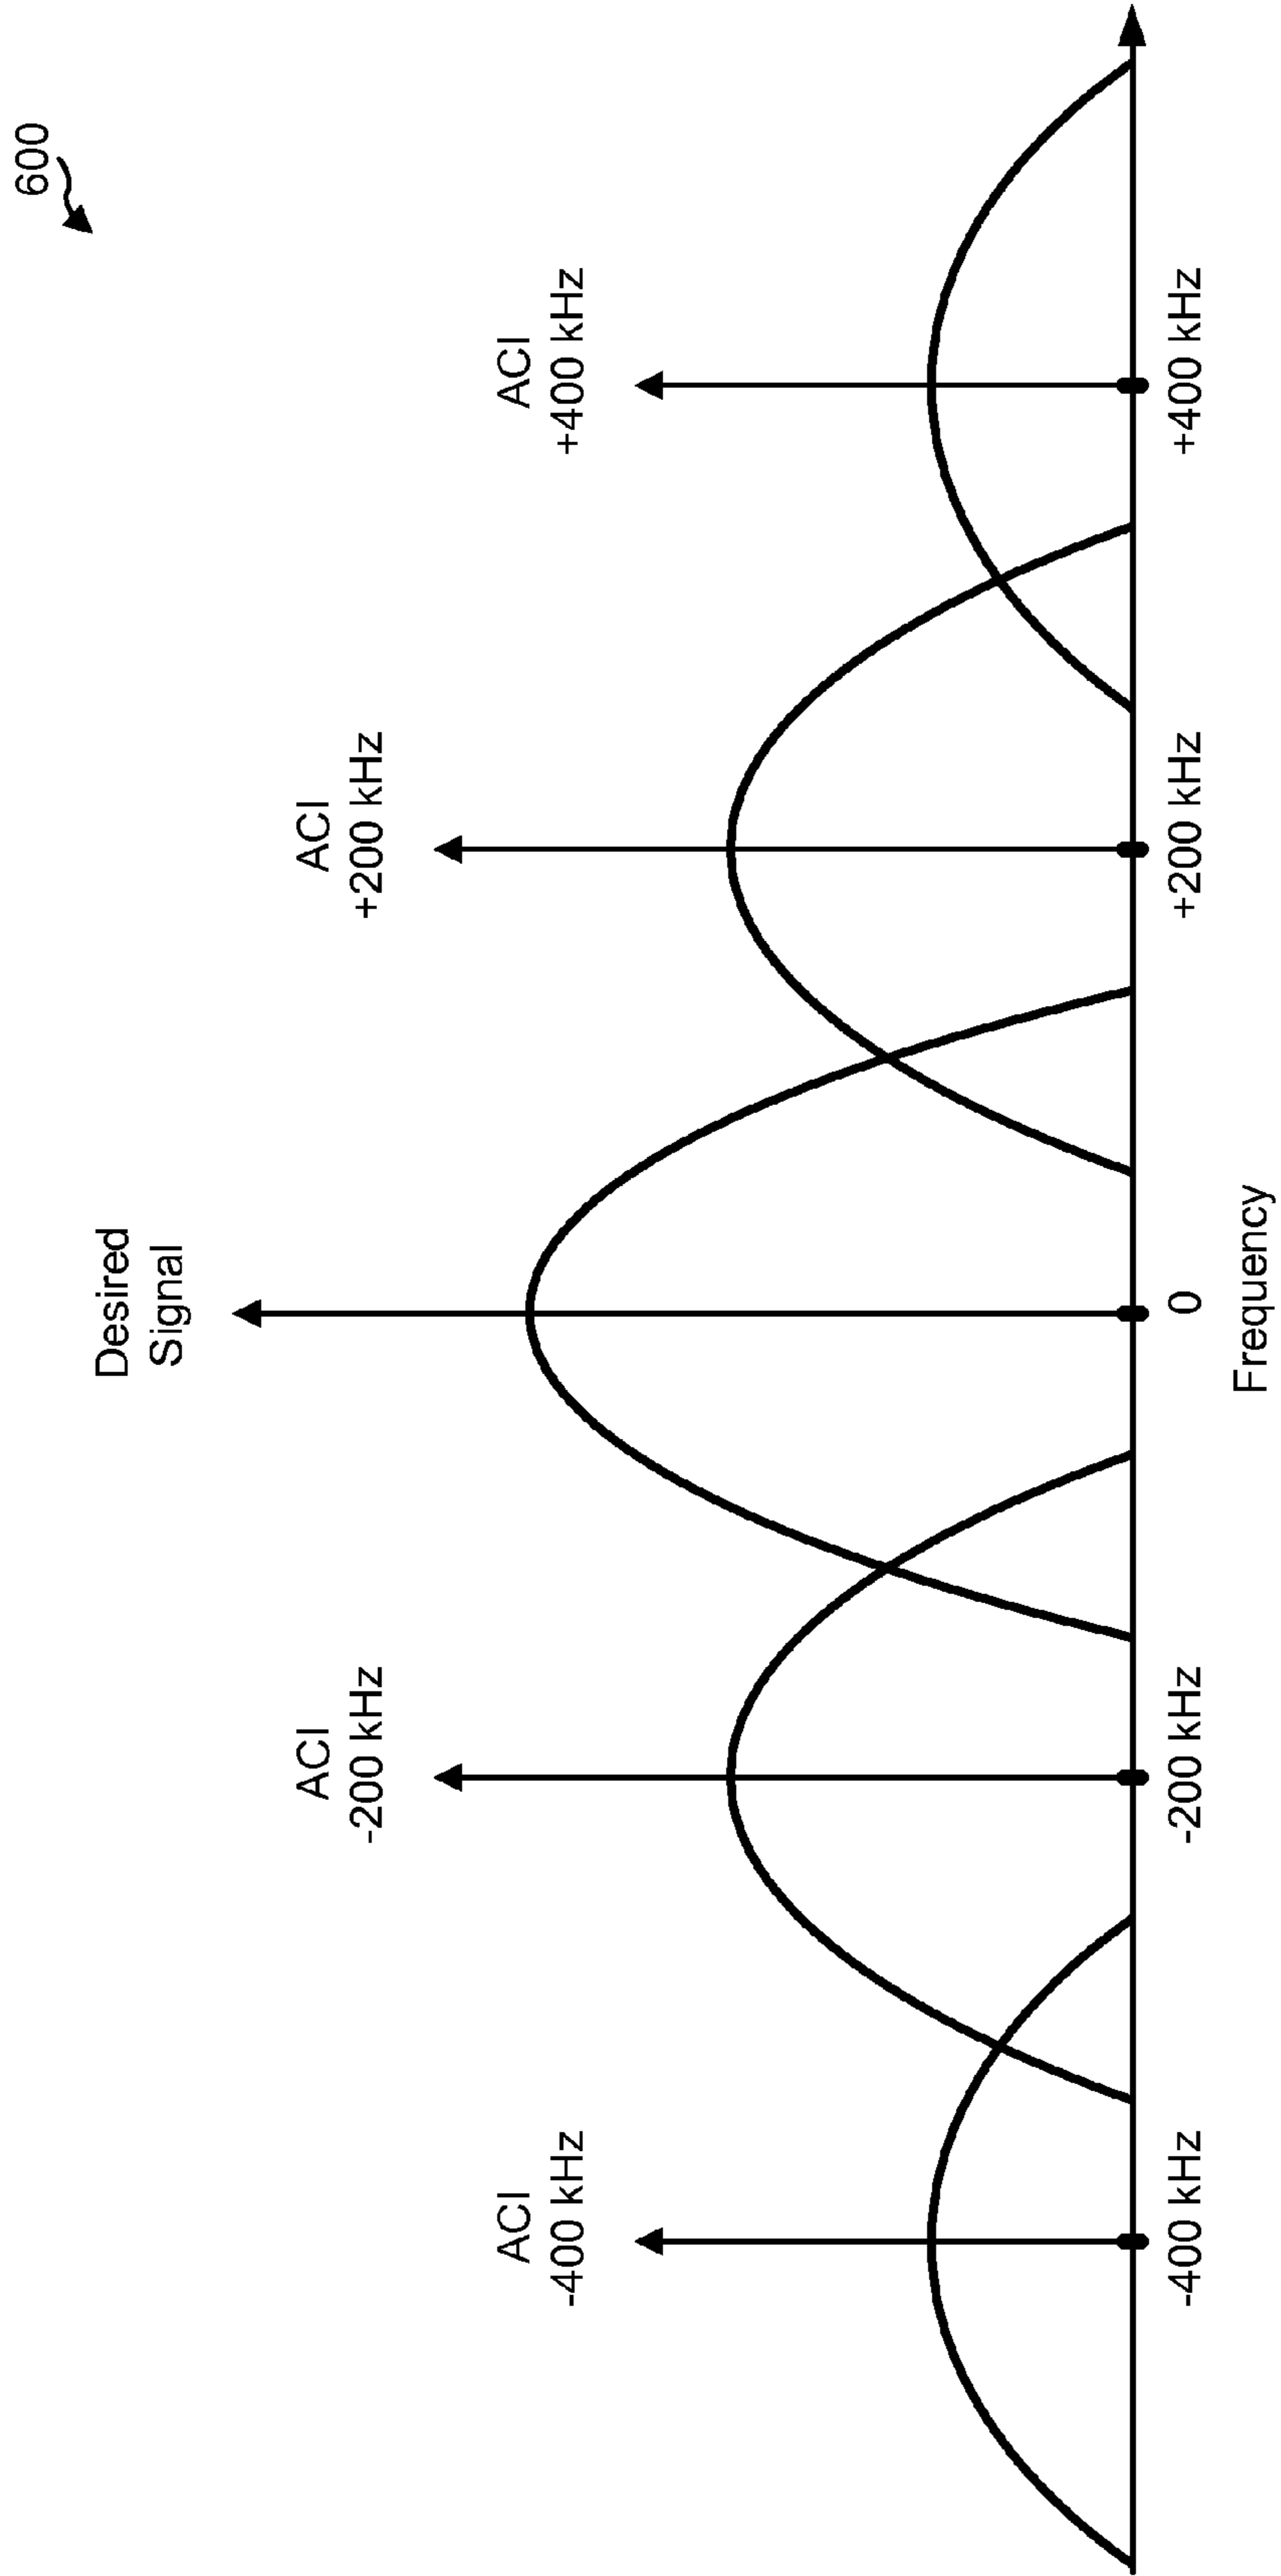 600
Desired
Signal
ACI
-200 kHz
ACI
+200 kHz
ACI
-400 kHz
ACI
+400 kHz
-400 kHz
-200 kHz
0
+200 kHz
+400 kHz
Frequency